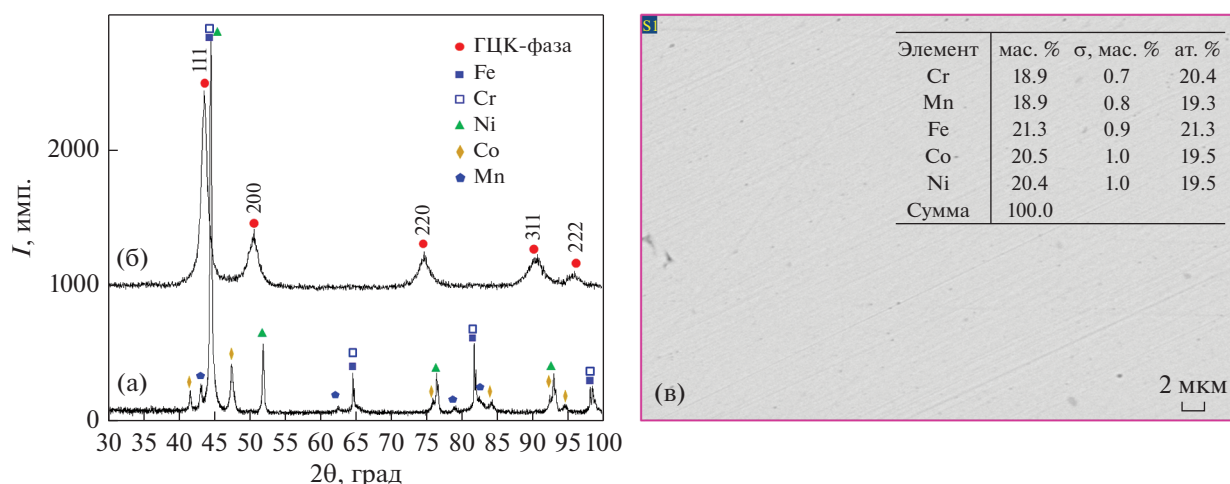 111
200
220
311
222
ГЦК-фаза
Fe
Cr
Ni
Co
Mn
2000
1000
0
I, имп.
(б)
(а)
30 35 40 45 50 55 60 65 70 75 80 85 90 95 100
2θ, град
S1
Элемент мас. % σ, мас. % ат. %
Cr 18.9 0.7 20.4
Mn 18.9 0.8 19.3
Fe 21.3 0.9 21.3
Co 20.5 1.0 19.5
Ni 20.4 1.0 19.5
Сумма 100.0
(в)
2 мкм